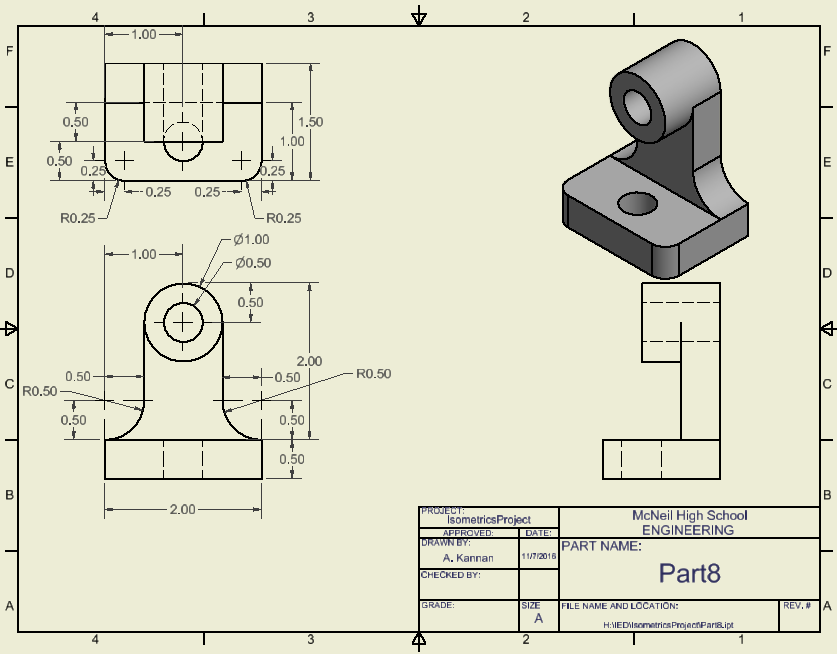 4 3 2 1
F
E
D
C
B
A
1.00
0.50
0.50
0.25
0.25
0.25
0.25
1.00
1.50
R0.25
R0.25
1.00
Ø1.00
Ø0.50
0.50
2.00
0.50
0.50
R0.50
R0.50
0.50
0.50
0.50
2.00
F
E
D
C
B
A
PROJECT:
IsometricsProject
APPROVED: DATE:
DRAWN BY:
A. Kannan 11/7/2016
CHECKED BY:
GRADE: SIZE
A
McNeil High School
ENGINEERING
PART NAME:
Part8
FILE NAME AND LOCATION: REV. #
H:\IED\IsometricsProject\Part8.ipt
4 3 2 1